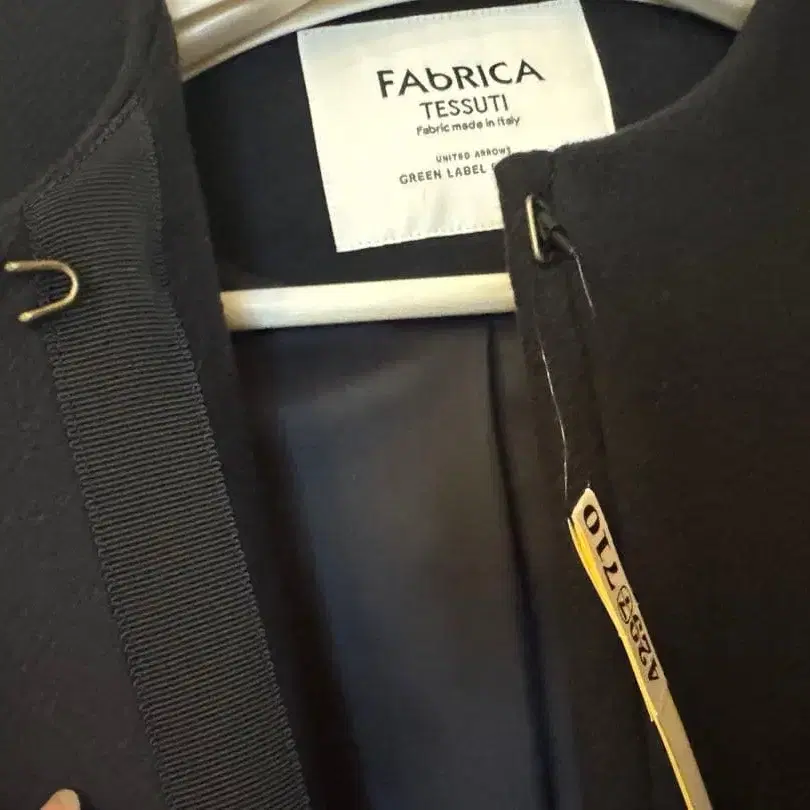 FAbRICA
TESSUTI
Fabric made in Italy
UNITED ARROWS
GREEN LABEL